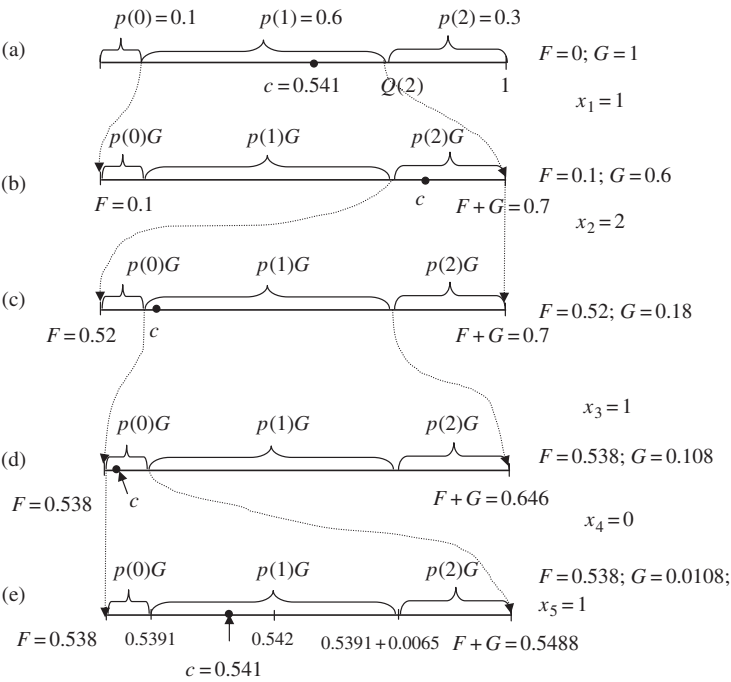 p(0)=0.1 p(1)=0.6 p(2)=0.3
(a) F=0; G=1
c=0.541 Q(2) 1
x₁=1
p(0)G p(1)G p(2)G
(b) F=0.1; G=0.6
F=0.1 c F+G=0.7
x₂=2
p(0)G p(1)G p(2)G
(c) F=0.52; G=0.18
F=0.52 c F+G=0.7
x₃=1
p(0)G p(1)G p(2)G
(d) F=0.538; G=0.108
F=0.538 c F+G=0.646
x₄=0
p(0)G p(1)G p(2)G F=0.538; G=0.0108;
(e) x₅=1
F=0.538 0.5391 0.542 0.5391+0.0065 F+G=0.5488
c=0.541